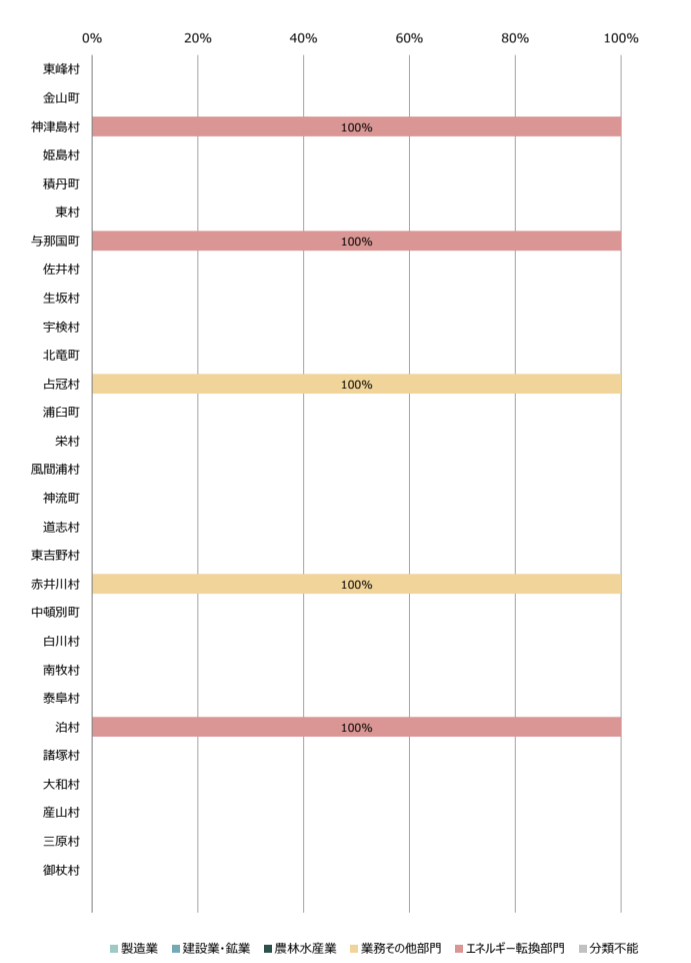 0% 20% 40% 60% 80% 100%
東峰村
金山町
神津島村 100%
姫島村
積丹町
東村
与那国町 100%
佐井村
生坂村
宇検村
北竜町
占冠村 100%
浦臼町
栄村
風間浦村
神流町
道志村
東吉野村
赤井川村 100%
中頓別町
白川村
南牧村
泰阜村
泊村 100%
諸塚村
大和村
産山村
三原村
御杖村
製造業 建設業・鉱業 農林水産業 業務その他部門 エネルギー転換部門 分類不能